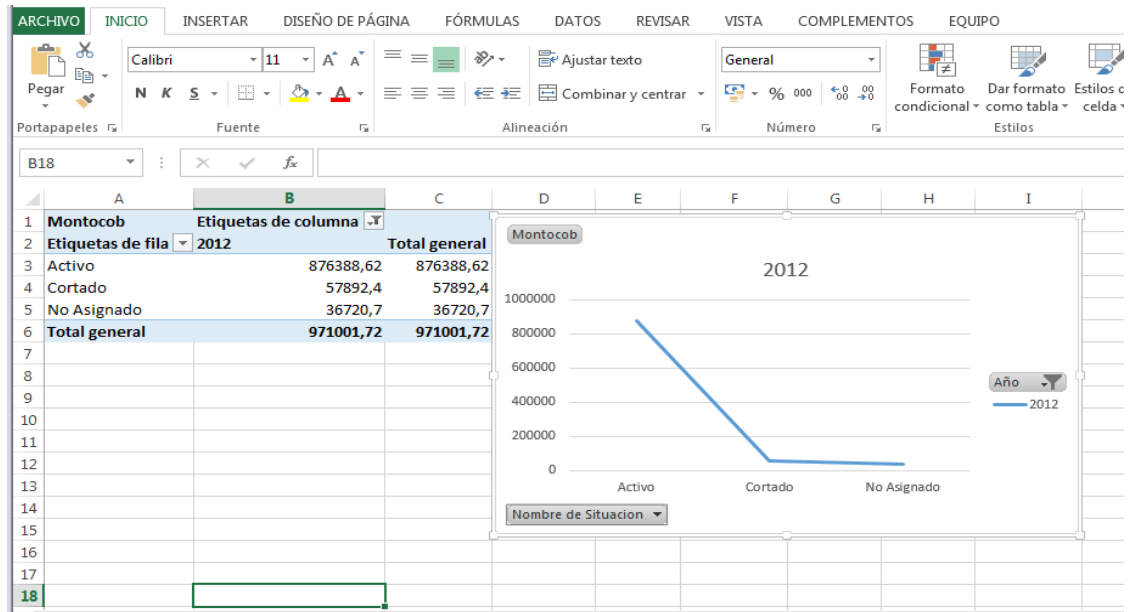 ARCHIVO INICIO INSERTAR DISEÑO DE PÁGINA FÓRMULAS DATOS REVISAR VISTA COMPLEMENTOS EQUIPO
Calibri 11 A A Ajustar texto General
Pegar N K S A Combinar y centrar % 000 Formato condicional Dar formato como tabla Estilos celda
Portapapeles Fuente Alineación Número Estilos
B18 fx
A B C D E F G H I
1 Montocob Etiquetas de columna
2 Etiquetas de fila 2012 Total general
3 Activo 876388,62 876388,62
4 Cortado 57892,4 57892,4
5 No Asignado 36720,7 36720,7
6 Total general 971001,72 971001,72
7
8
9
10
11
12
13
14
15
16
17
18
Montocob
2012
1000000
800000
600000
400000
200000
0
Activo Cortado No Asignado
Año
2012
Nombre de Situacion